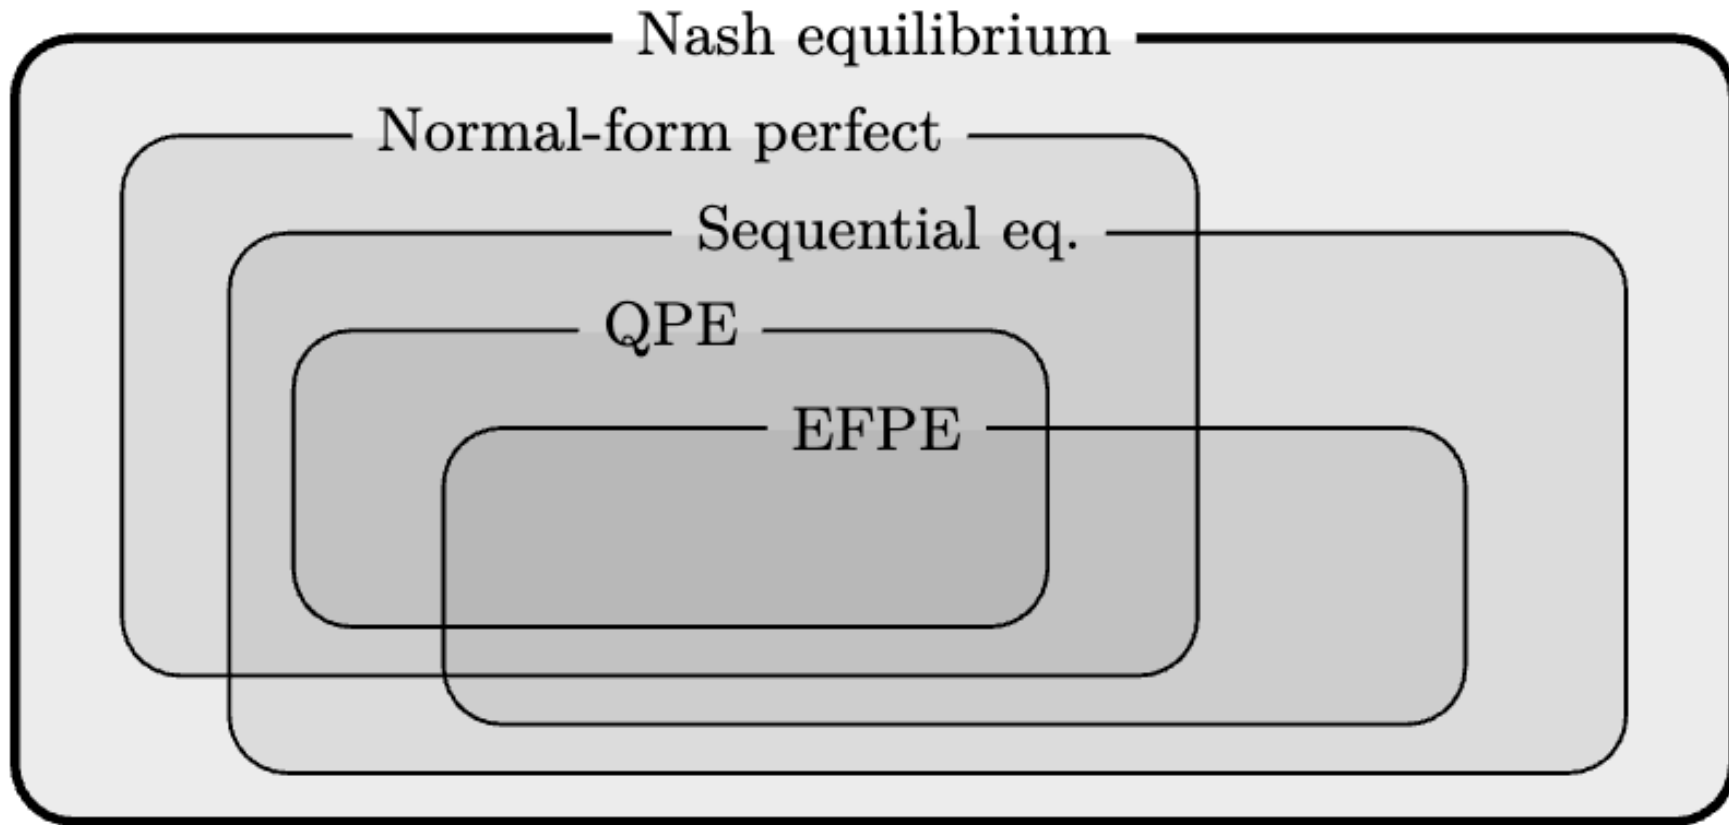 Nash equilibrium
Normal-form perfect
Sequential eq.
QPE
EFPE